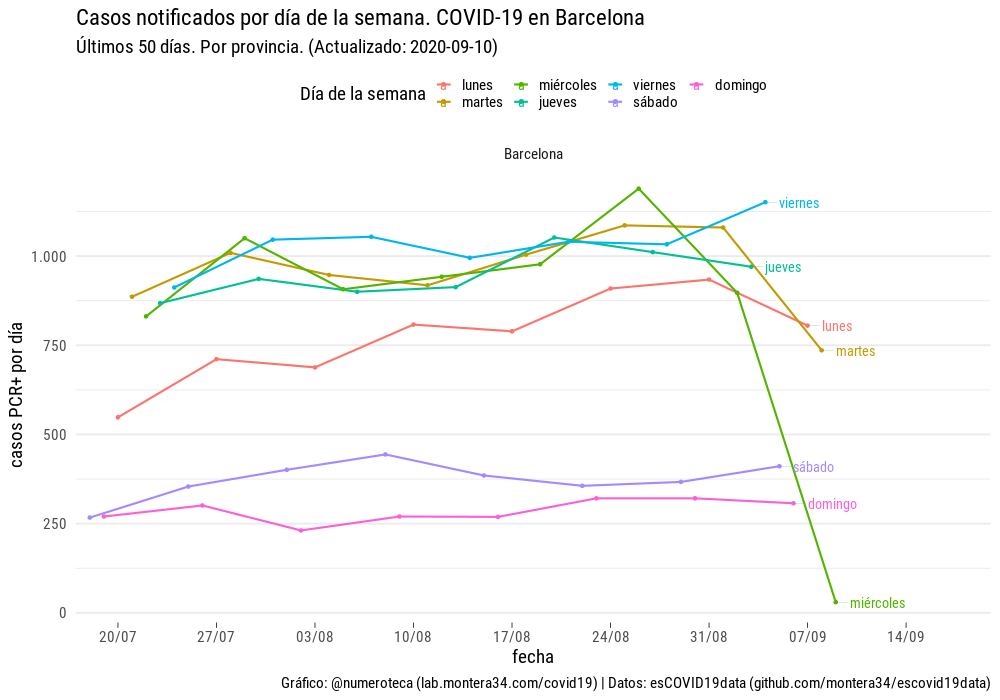 Casos notificados por día de la semana. COVID-19 en Barcelona
Últimos 50 días. Por provincia. (Actualizado: 2020-09-10)
Día de la semana
lunes
miércoles
viernes
domingo
martes
jueves
sábado
Barcelona
casos PCR+ por día
1.000
750
500
250
0
viernes
jueves
lunes
martes
sábado
domingo
miércoles
20/07
27/07
03/08
10/08
17/08
24/08
31/08
07/09
14/09
fecha
Gráfico: @numeroteca (lab.montera34.com/covid19) | Datos: esCOVID19data (github.com/montera34/escovid19data)